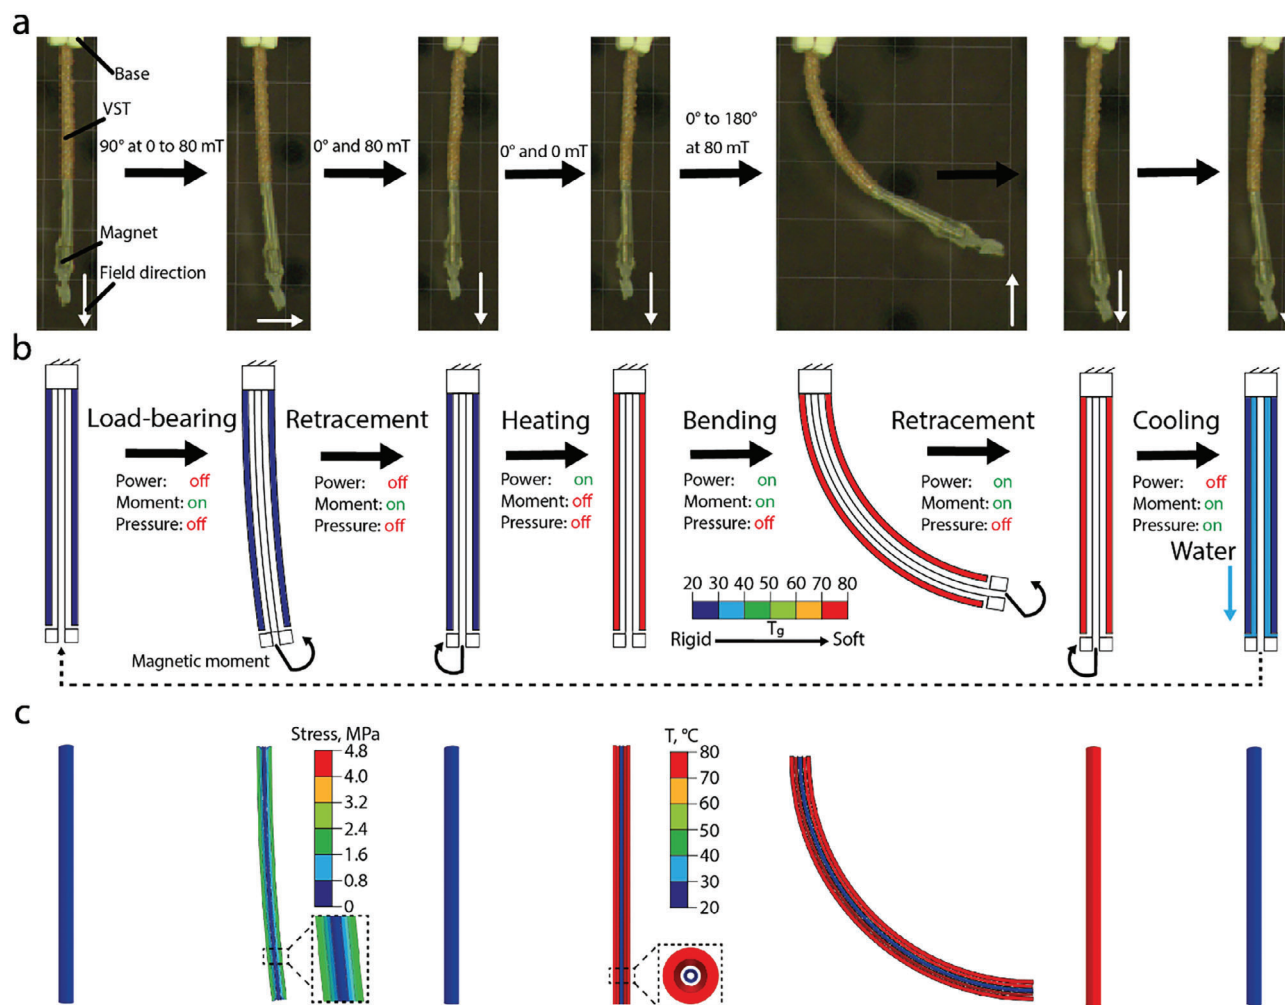 a
Base
VST
90° at 0 to 80 mT
0° and 80 mT
0° and 0 mT
0° to 180°
at 80 mT
Magnet
Field direction
b
Load-bearing
Power: off
Moment: on
Pressure: off
Retracement
Power: off
Moment: on
Pressure: off
Heating
Power: on
Moment: off
Pressure: off
Bending
Power: on
Moment: on
Pressure: off
Retracement
Power: on
Moment: on
Pressure: off
Cooling
Power: off
Moment: on
Pressure: on
Water
20 30 40 50 60 70 80
Tg
Rigid
Soft
Magnetic moment
c
Stress, MPa
4.8
4.0
3.2
2.4
1.6
0.8
0
T, °C
80
70
60
50
40
30
20